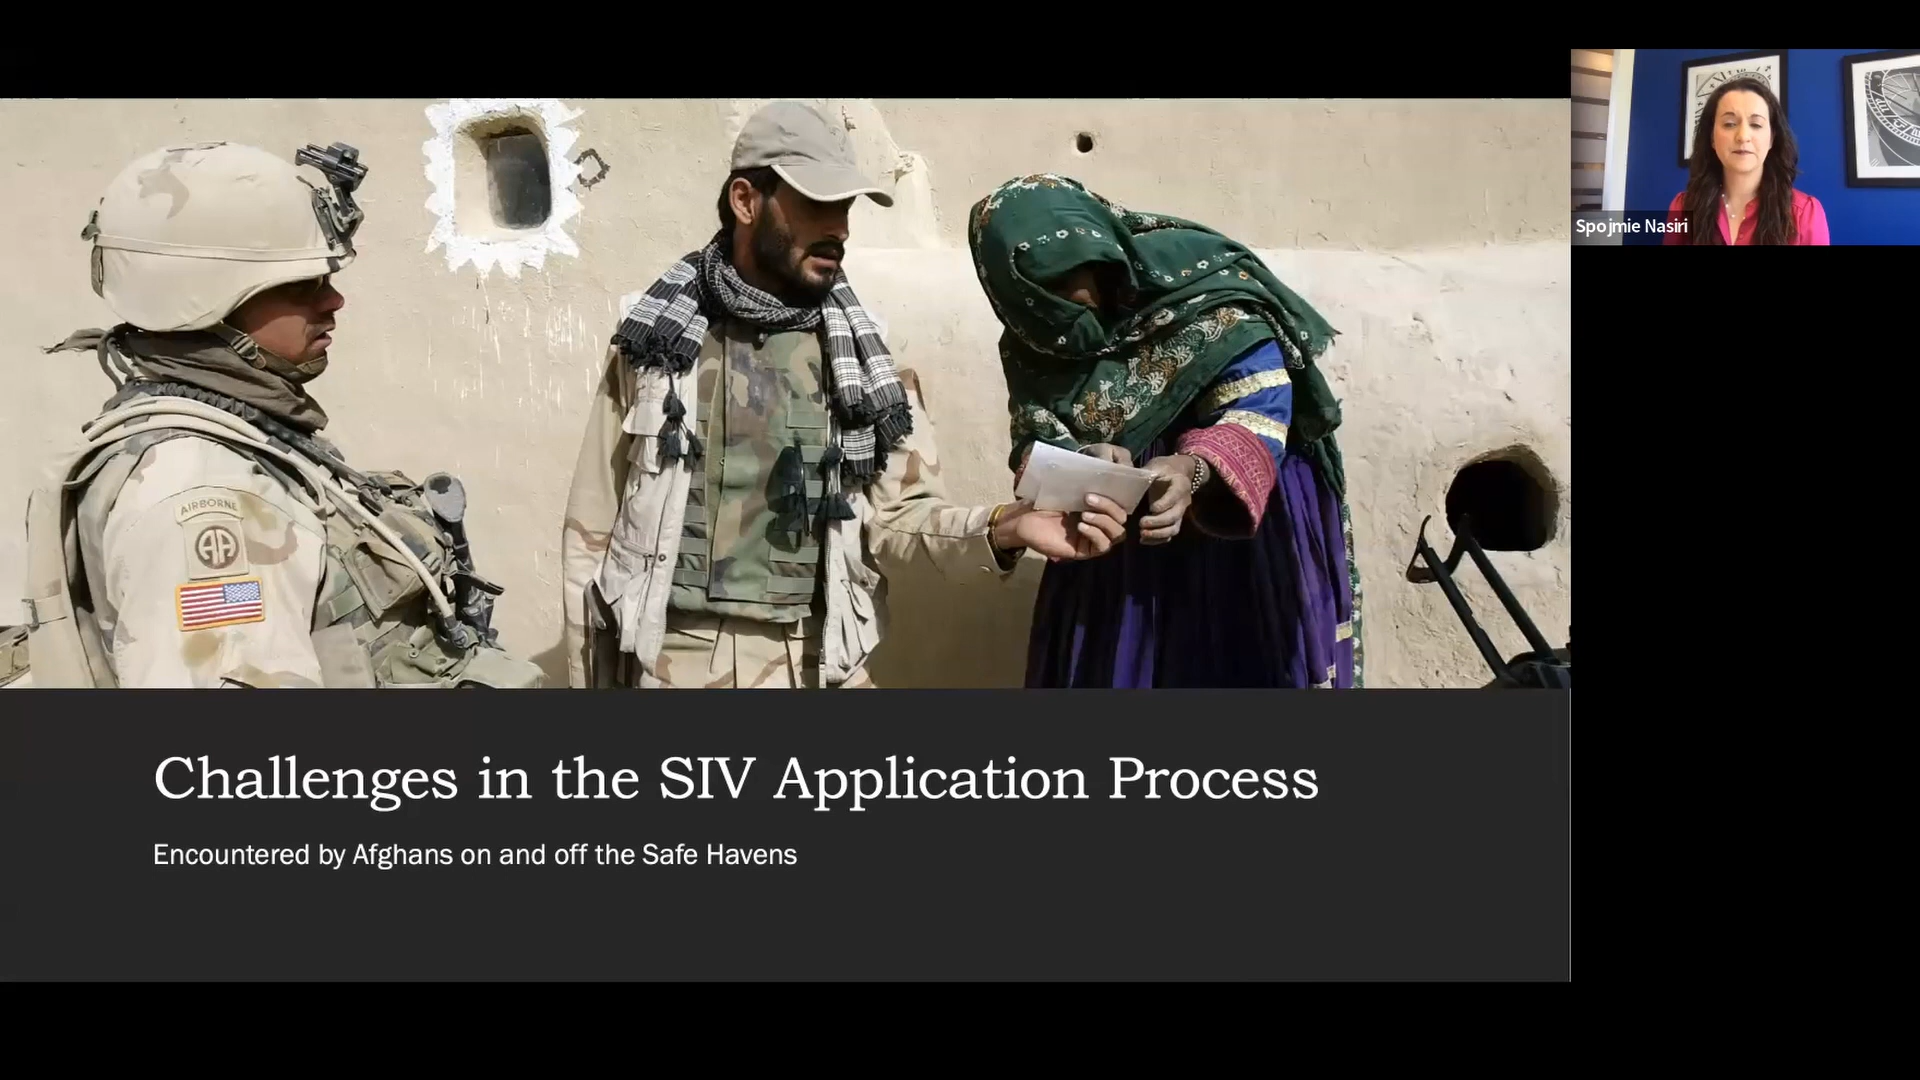 AIRBORNE
AA
Spojmie Nasiri
Challenges in the SIV Application Process
Encountered by Afghans on and off the Safe Havens